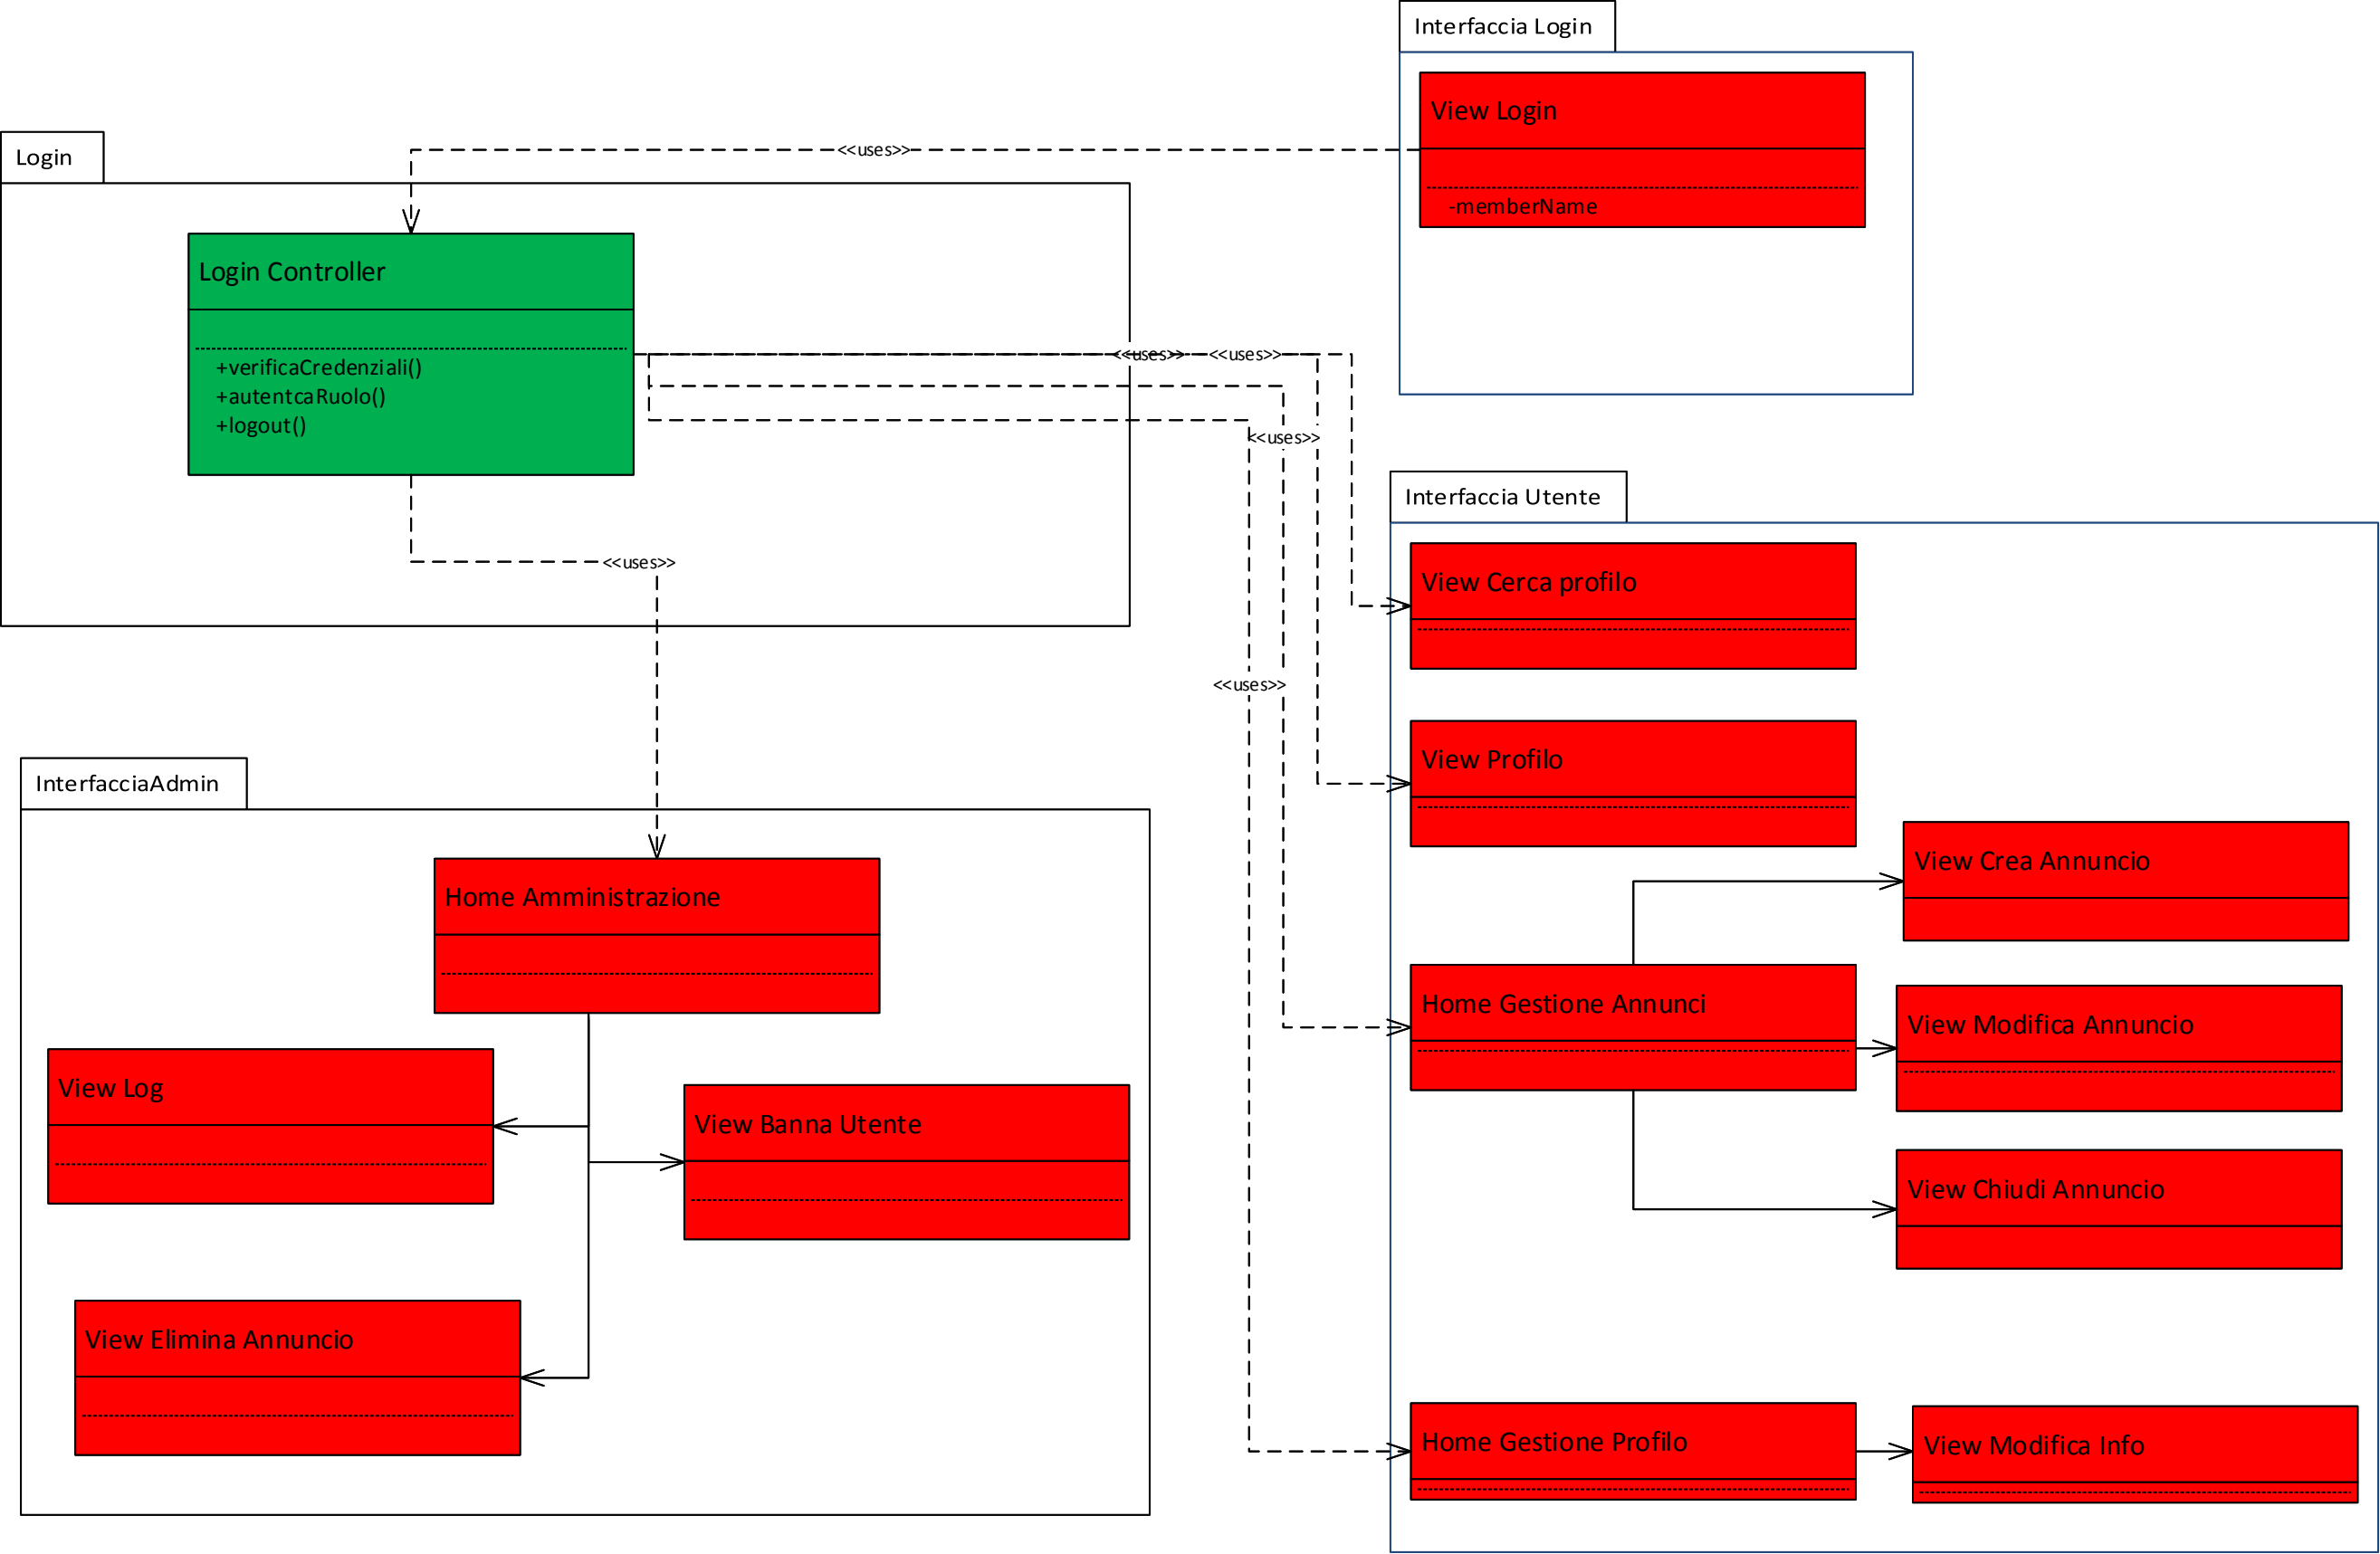 Interfaccia Login
View Login
-memberName
<<uses>>
Login
Login Controller
+verificaCredenziali()
+autentcaRuolo()
+logout()
<<uses>>
<<uses>>
<<uses>>
<<uses>>
<<uses>>
Interfaccia Utente
View Cerca profilo
View Profilo
View Crea Annuncio
Home Gestione Annunci
View Modifica Annuncio
View Chiudi Annuncio
Home Gestione Profilo
View Modifica Info
InterfacciaAdmin
Home Amministrazione
View Log
View Banna Utente
View Elimina Annuncio